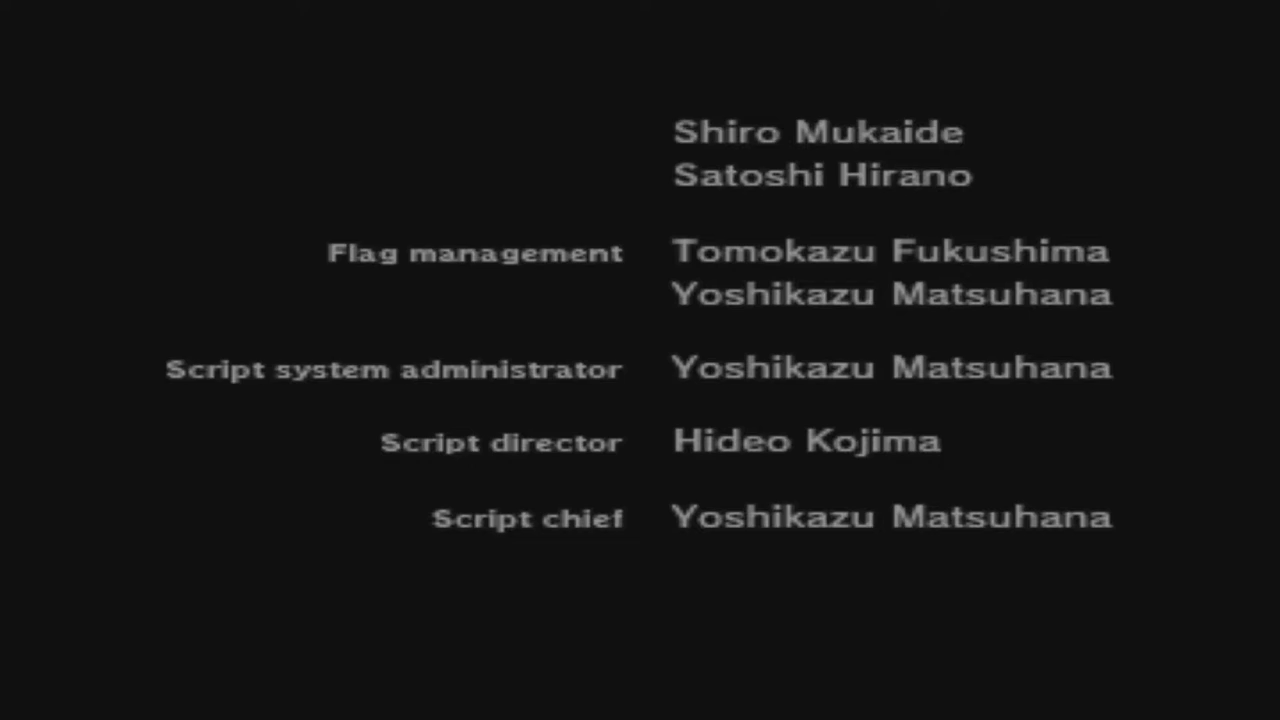 Shiro Mukaide
Satoshi Hirano
Flag management Tomokazu Fukushima
Yoshikazu Matsuhana
Script system administrator Yoshikazu Matsuhana
Script director Hideo Kojima
Script chief Yoshikazu Matsuhana